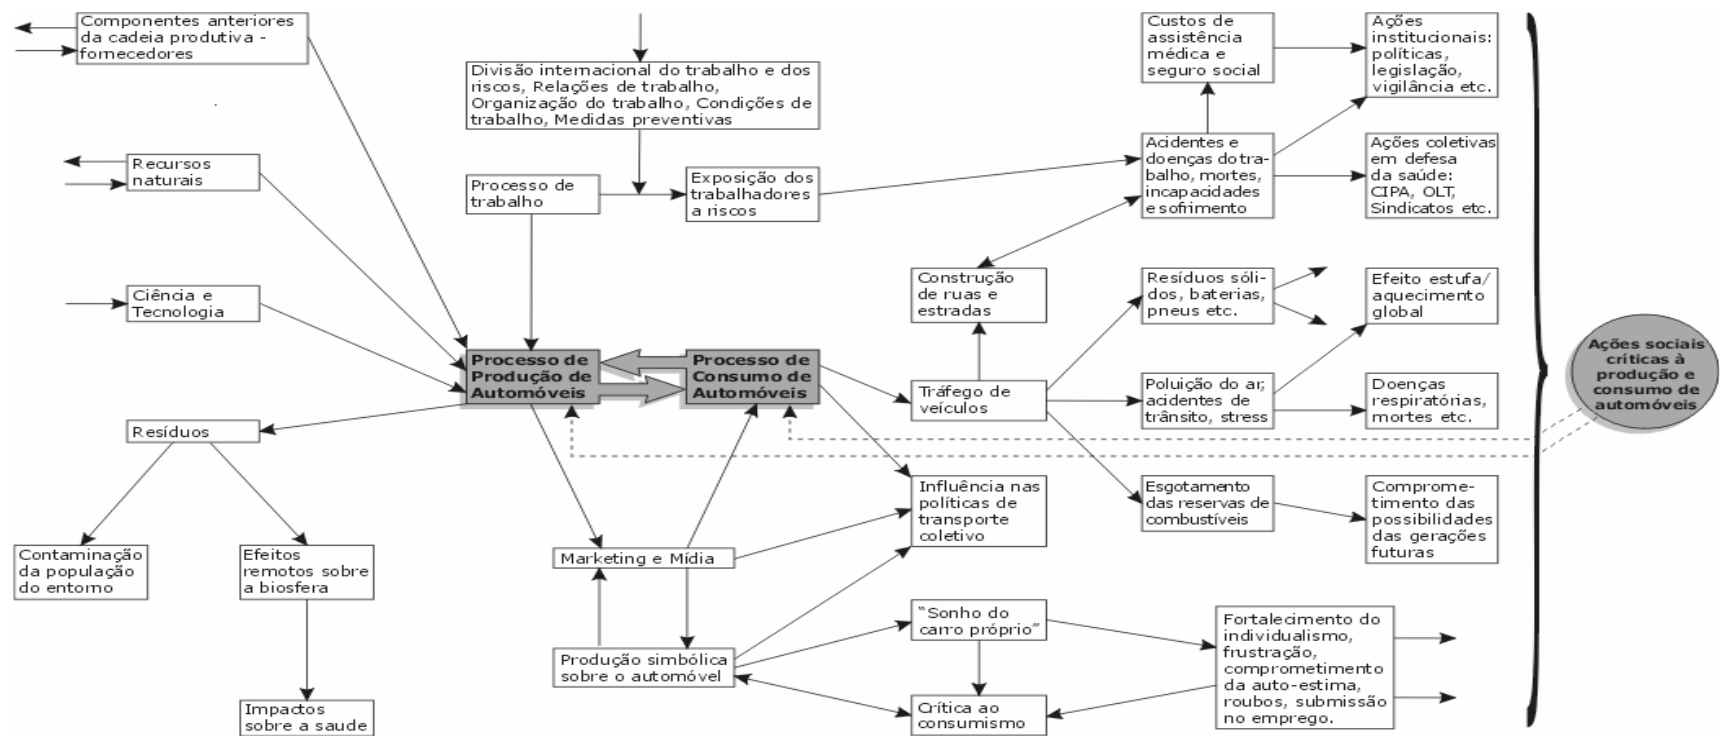 Componentes anteriores
da cadeia produtiva -
fornecedores
Divisão internacional do trabalho e dos
riscos, Relações de trabalho,
Organização do trabalho, Condições de
trabalho, Medidas preventivas
Custos de
assistência
médica e
seguro social
Ações
institucionais:
políticas,
legislação,
vigilância etc.
Recursos
naturais
Processo de
trabalho
Exposição dos
trabalhadores
a riscos
Acidentes e
doenças do tra-
balho, mortes,
incapacidades
e sofrimento
Ações coletivas
em defesa
da saúde:
CIPA, OLT,
Sindicatos etc.
Ciência e
Tecnologia
Construção
de ruas e
estradas
Resíduos sóli-
dos, baterias,
pneus etc.
Efeito estufa/
aquecimento
global
Processo de
Produção de
Automóveis
Processo de
Consumo de
Automóveis
Tráfego de
veículos
Poluição do ar,
acidentes de
trânsito, stress
Doenças
respiratórias,
mortes etc.
Ações sociais
críticas à
produção e
consumo de
automóveis
Resíduos
Influência nas
políticas de
transporte
coletivo
Esgotamento
das reservas de
combustíveis
Comprome-
timento das
possibilidades
das gerações
futuras
Contaminação
da população
do entorno
Efeitos
remotos sobre
a biosfera
Marketing e Mídia
"Sonho do
carro próprio"
Fortalecimento do
individualismo,
frustração,
comprometimento
da auto-estima,
roubos, submissão
no emprego.
Produção simbólica
sobre o automóvel
Crítica ao
consumismo
Impactos
sobre a saude